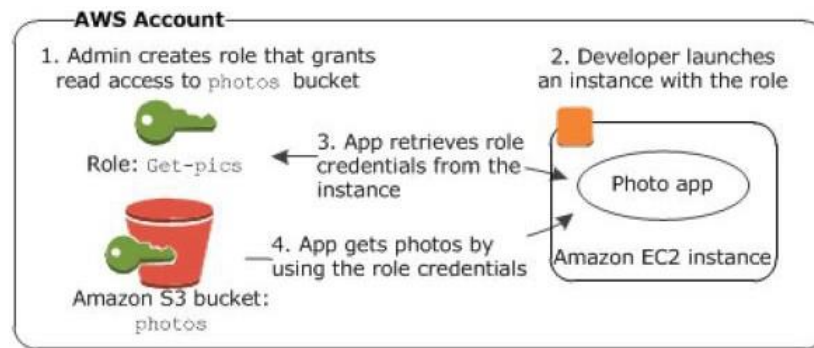 AWS Account
1. Admin creates role that grants
read access to photos bucket
2. Developer launches
an instance with the role
Role: Get-pics
3. App retrieves role
credentials from the
instance
Photo app
4. App gets photos by
using the role credentials
Amazon EC2 instance
Amazon S3 bucket:
photos